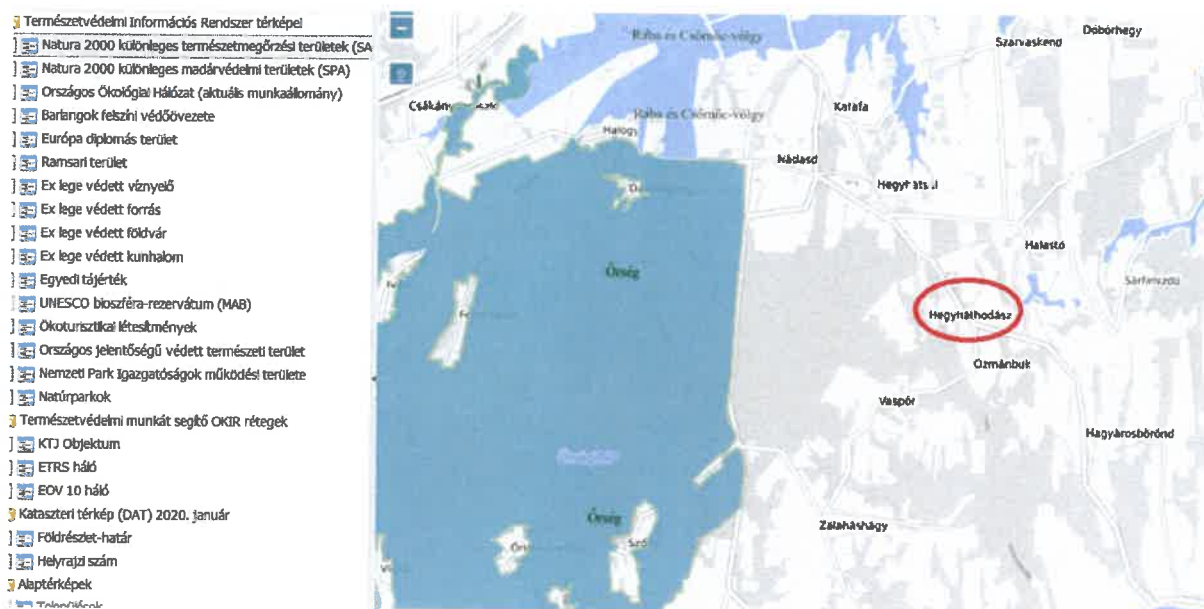 Természetvédelmi Információs Rendszer térképei
Natura 2000 különleges természetmegőrzési területek (SA
Natura 2000 különleges madárvédelmi területek (SPA)
Országos Ökológiai Hálózat (aktuális munkaállomány)
Barlangok felszíni védőövezete
Európa diplomás terület
Ramsari terület
Ex lege védett víznyelő
Ex lege védett forrás
Ex lege védett földvár
Ex lege védett kunhalom
Egyedi tájérték
UNESCO bioszféra-rezervátum (MAB)
Ökoturisztikai létesítmények
Országos jelentőségű védett természeti terület
Nemzeti Park Igazgatóságok működési területe
Natúrparkok
Természetvédelmi munkát segítő OKIR rétegek
KTJ Objektum
ETRS háló
EOV 10 háló
Kataszteri térkép (DAT) 2020. január
Földrészlet-határ
Helyrajzi szám
Alaptérképek
Települések
Rába és Csörnöc-völgy
Szarvaskend
Döbörhegy
Katafa
Rába és Csörnöc-völgy
Halogy
Nádasd
Halastó
Őrség
Sárfimizdó
Hegyháthodász
Ozmánbük
Vaspör
Hagyárosbörönd
Őrség
Zalaháshágy
Sző